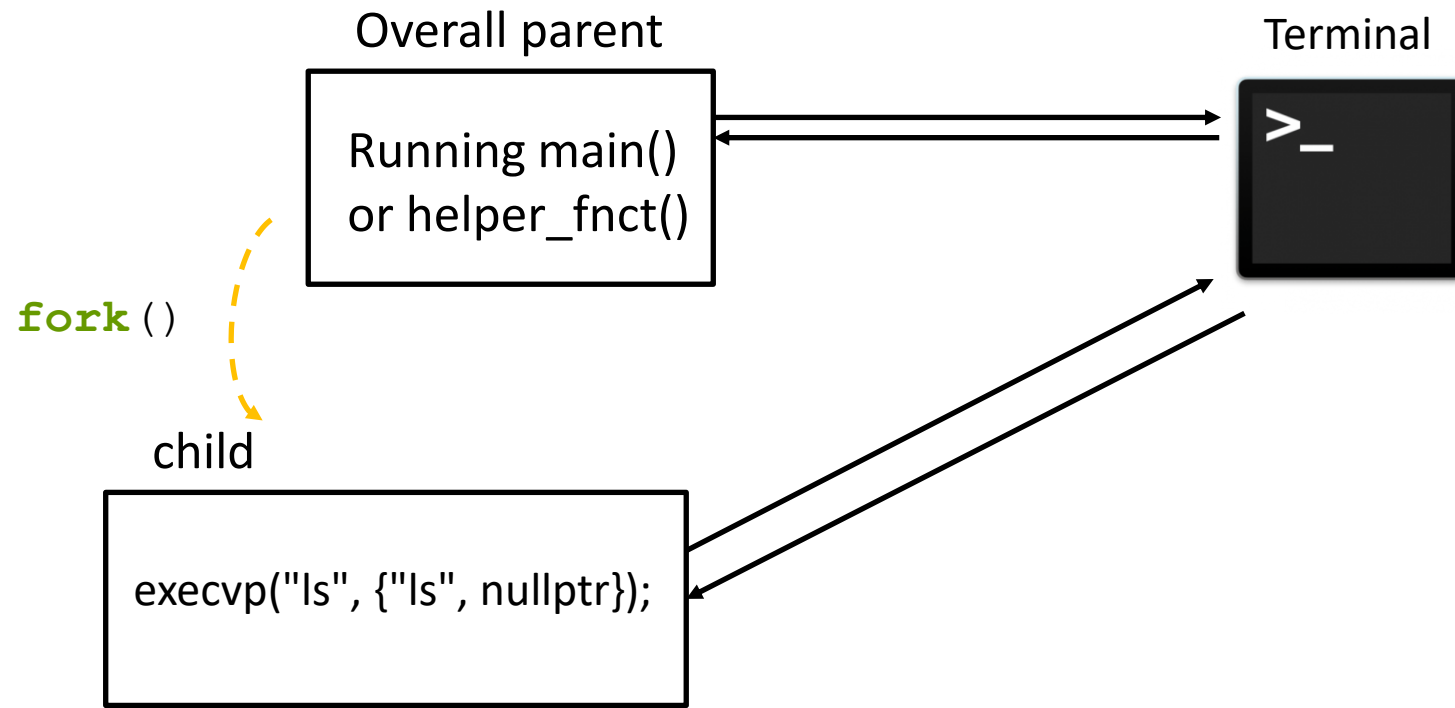 Overall parent
Terminal
Running main()
or helper_fnct()
>_
fork()
child
execvp("ls", {"ls", nullptr});